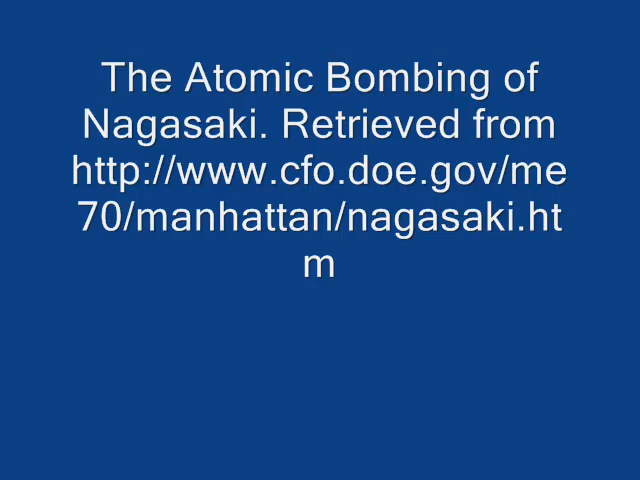 The Atomic Bombing of
Nagasaki. Retrieved from
http://www.cfo.doe.gov/me
70/manhattan/nagasaki.ht
m